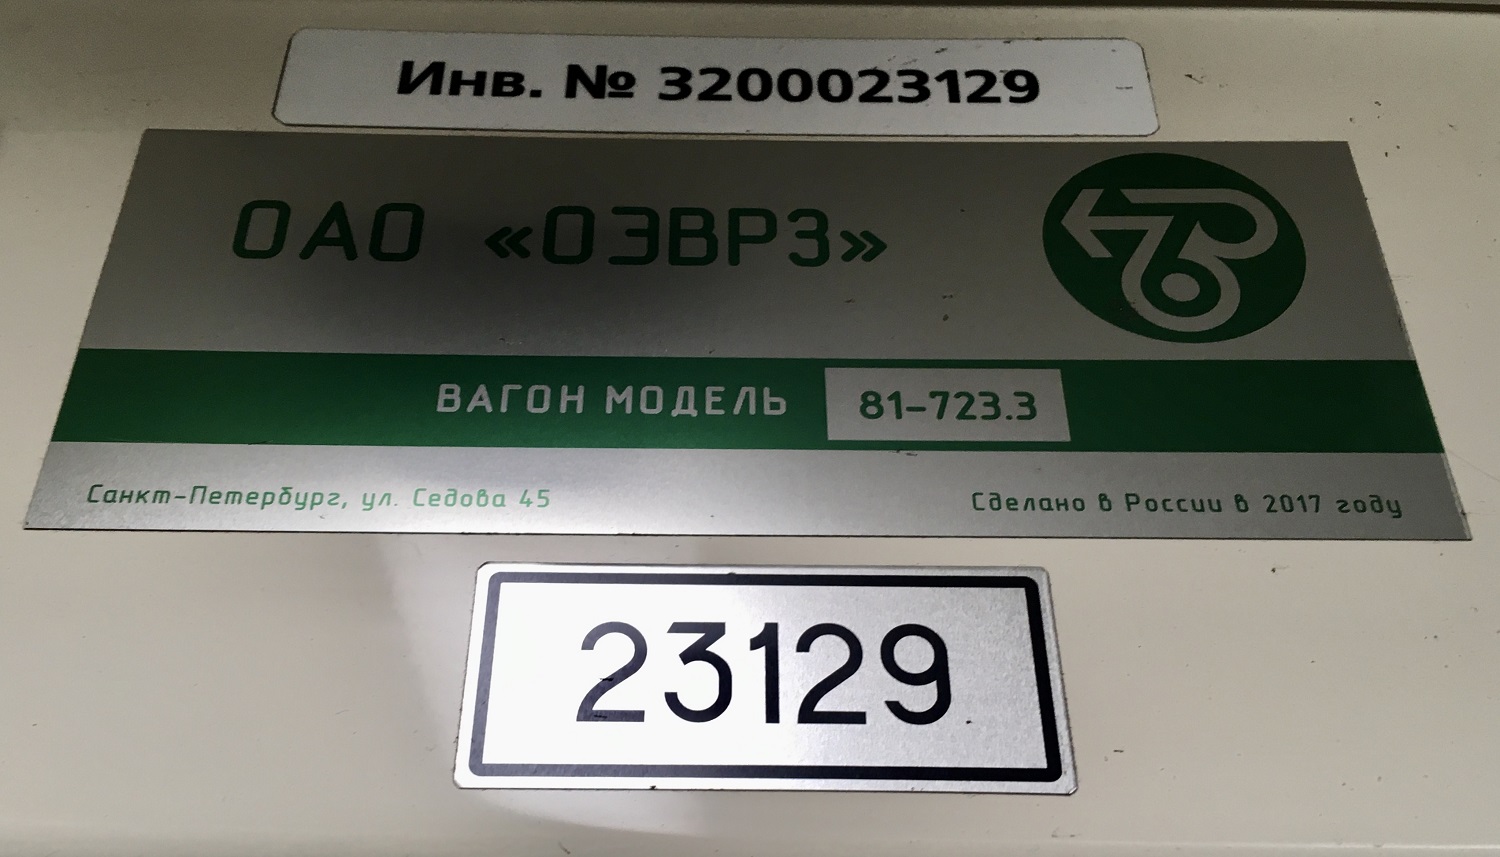 Инв. № 3200023129
ОАО «ОЭВРЗ»
ВАГОН МОДЕЛЬ 81-723.3
Санкт-Петербург, ул. Седова 45
Сделано в России в 2017 году
23129